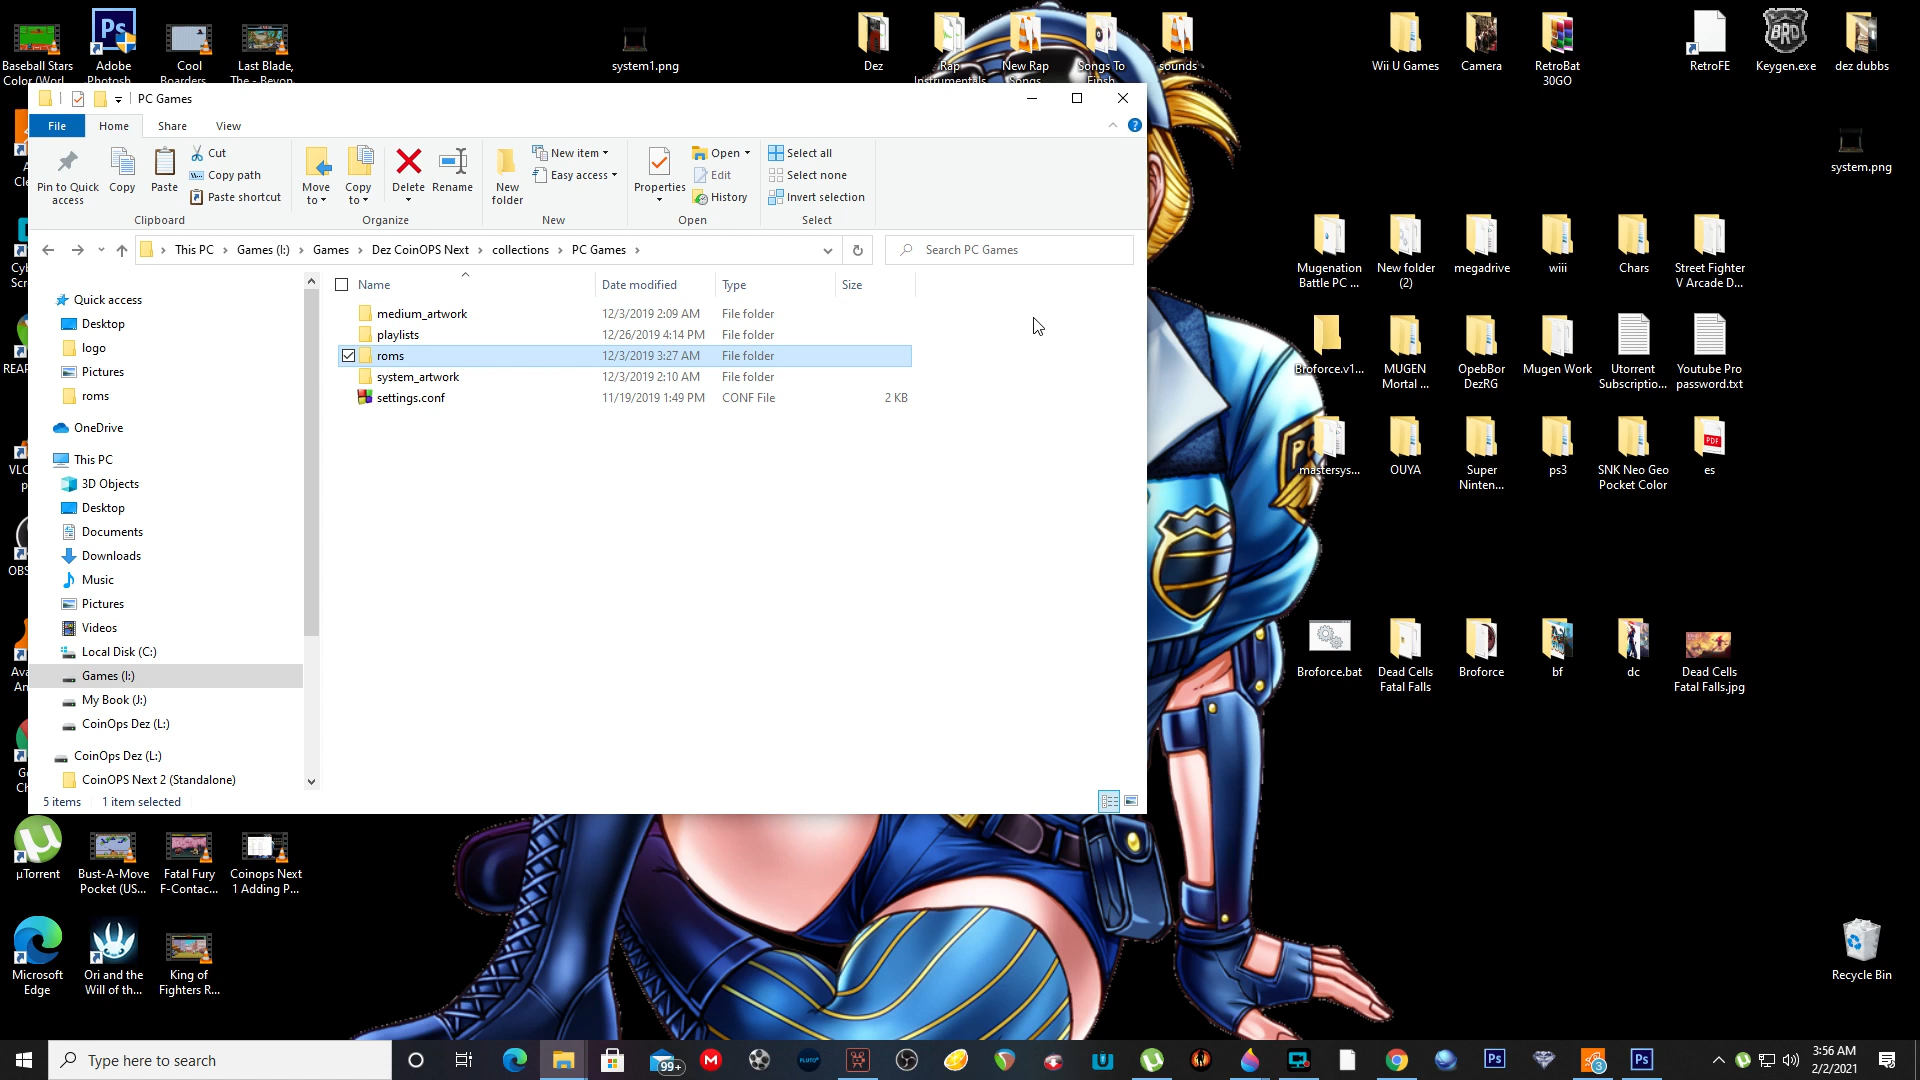 Baseball Stars
Color (Worl...
Adobe
Photosh...
Cool
Boarders
Last Blade,
The - Beyon
system1.png
Dez
Rap
Instrumentals
New Rap
Songs
Songs To
Finsh
sounds
Wii U Games
Camera
RetroBat
30GO
RetroFE
Keygen.exe
dez dubbs
system.png
PC Games
File
Home
Share
View
Pin to Quick
access
Copy
Paste
Cut
Copy path
Paste shortcut
Clipboard
Move
to
Copy
to
Delete
Rename
Organize
New
folder
New item
Easy access
New
Properties
Open
Edit
History
Open
Select all
Select none
Invert selection
Select
This PC > Games (I:) > Games > Dez CoinOPS Next > collections > PC Games >
Search PC Games
Name
Date modified
Type
Size
medium_artwork 12/3/2019 2:09 AM File folder
playlists 12/26/2019 4:14 PM File folder
roms 12/3/2019 3:27 AM File folder
system_artwork 12/3/2019 2:10 AM File folder
settings.conf 11/19/2019 1:49 PM CONF File 2 KB
Quick access
Desktop
logo
Pictures
roms
OneDrive
This PC
3D Objects
Desktop
Documents
Downloads
Music
Pictures
Videos
Local Disk (C:)
Games (I:)
My Book (J:)
CoinOps Dez (L:)
CoinOps Dez (L:)
CoinOPS Next 2 (Standalone)
5 items
1 item selected
Mugenation
Battle PC ...
New folder
(2)
megadrive
wiii
Chars
Street Fighter
V Arcade D...
Broforce.v1...
MUGEN
Mortal ...
OpebBor
DezRG
Mugen Work
Utorrent
Subscriptio...
Youtube Pro
password.txt
mastersys...
OUYA
Super
Ninten...
ps3
SNK Neo Geo
Pocket Color
PDF
es
Broforce.bat
Dead Cells
Fatal Falls
Broforce
bf
dc
Dead Cells
Fatal Falls.jpg
µTorrent
Bust-A-Move
Pocket (US...
Fatal Fury
F-Contac...
Coinops Next
1 Adding P...
Microsoft
Edge
Ori and the
Will of th...
King of
Fighters R...
Recycle Bin
Type here to search
99+
3
3:56 AM
2/2/2021